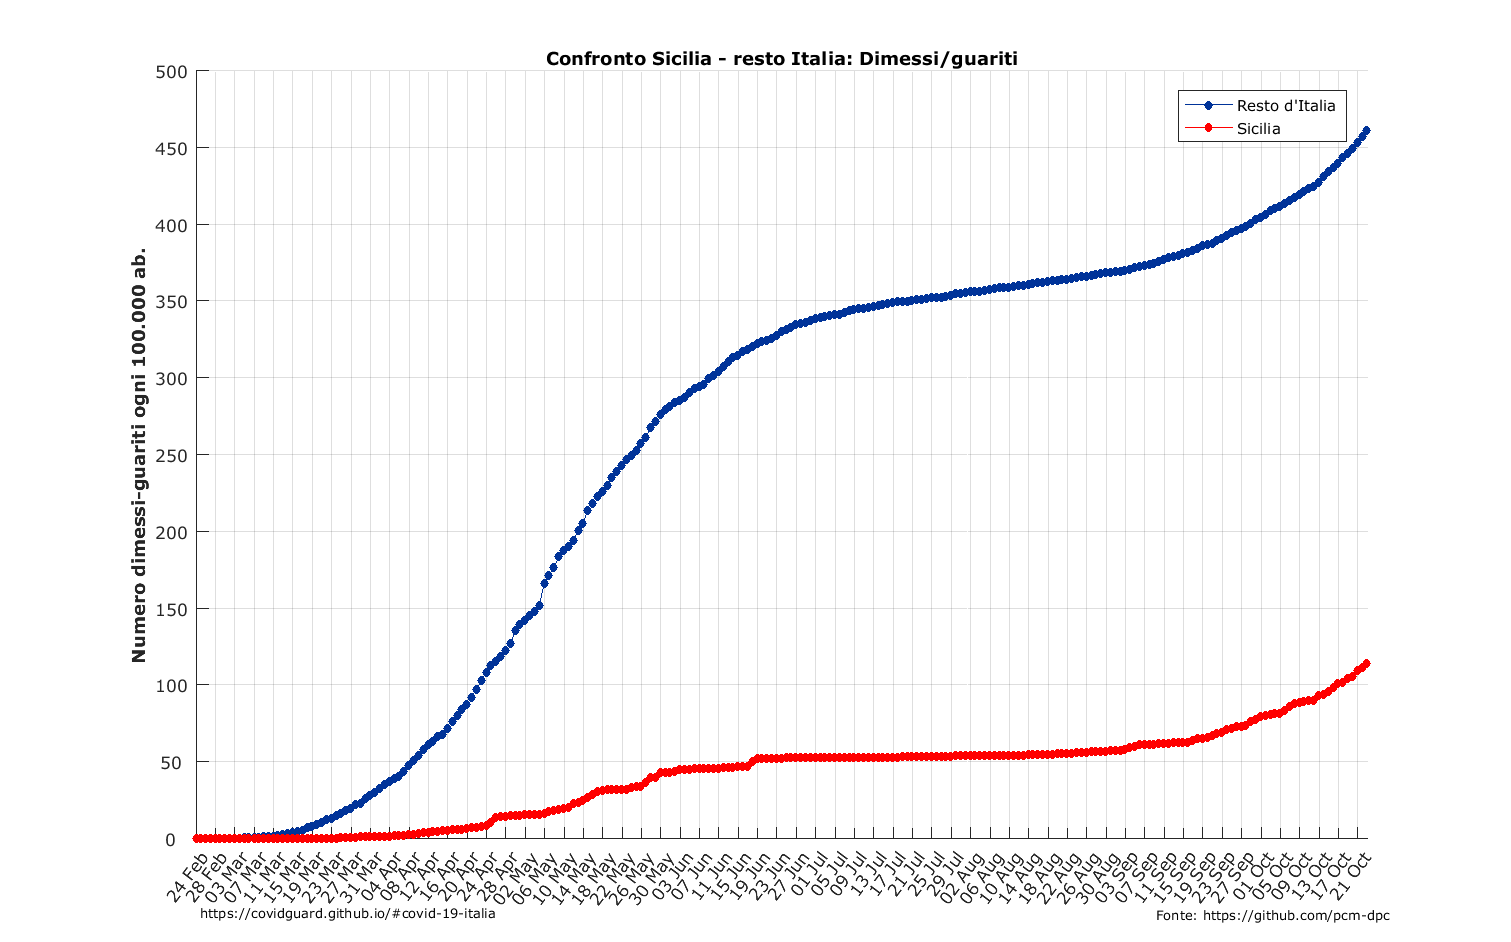 Confronto Sicilia - resto Italia: Dimessi/guariti
Resto d'Italia
Sicilia
Numero dimessi-guariti ogni 100.000 ab.
500
450
400
350
300
250
200
150
100
50
0
24 Feb
28 Feb
03 Mar
07 Mar
11 Mar
15 Mar
19 Mar
23 Mar
27 Mar
31 Mar
04 Apr
08 Apr
12 Apr
16 Apr
20 Apr
24 Apr
28 Apr
02 May
06 May
10 May
14 May
18 May
22 May
26 May
30 May
03 Jun
07 Jun
11 Jun
15 Jun
19 Jun
23 Jun
27 Jun
01 Jul
05 Jul
09 Jul
13 Jul
17 Jul
21 Jul
25 Jul
29 Jul
02 Aug
06 Aug
10 Aug
14 Aug
18 Aug
22 Aug
26 Aug
30 Aug
03 Sep
07 Sep
11 Sep
15 Sep
19 Sep
23 Sep
27 Sep
01 Oct
05 Oct
09 Oct
13 Oct
17 Oct
21 Oct
https://covidguard.github.io/#covid-19-italia
Fonte: https://github.com/pcm-dpc